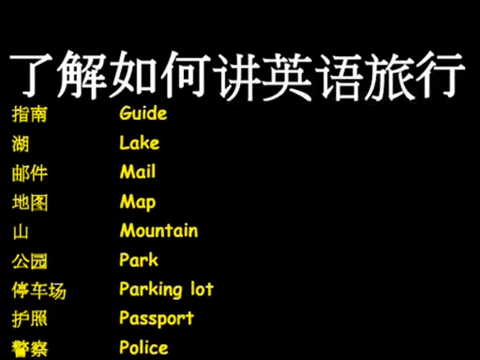 了解如何讲英语旅行
指南 Guide
湖 Lake
邮件 Mail
地图 Map
山 Mountain
公园 Park
停车场 Parking lot
护照 Passport
警察 Police